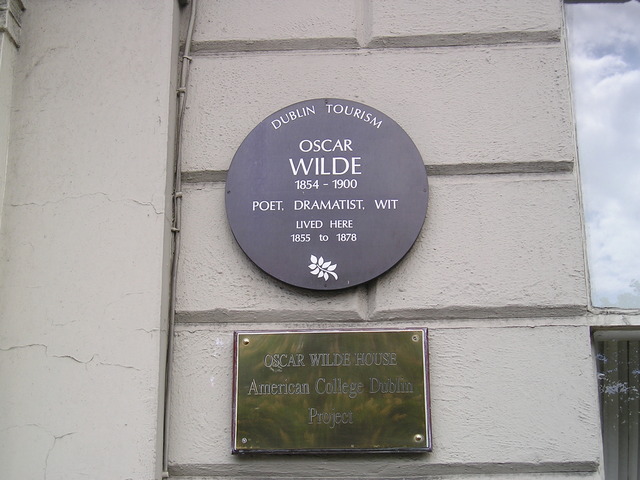 DUBLIN TOURISM
OSCAR
WILDE
1854 - 1900
POET, DRAMATIST, WIT
LIVED HERE
1855 to 1878
OSCAR WILDE HOUSE
American College Dublin
Project